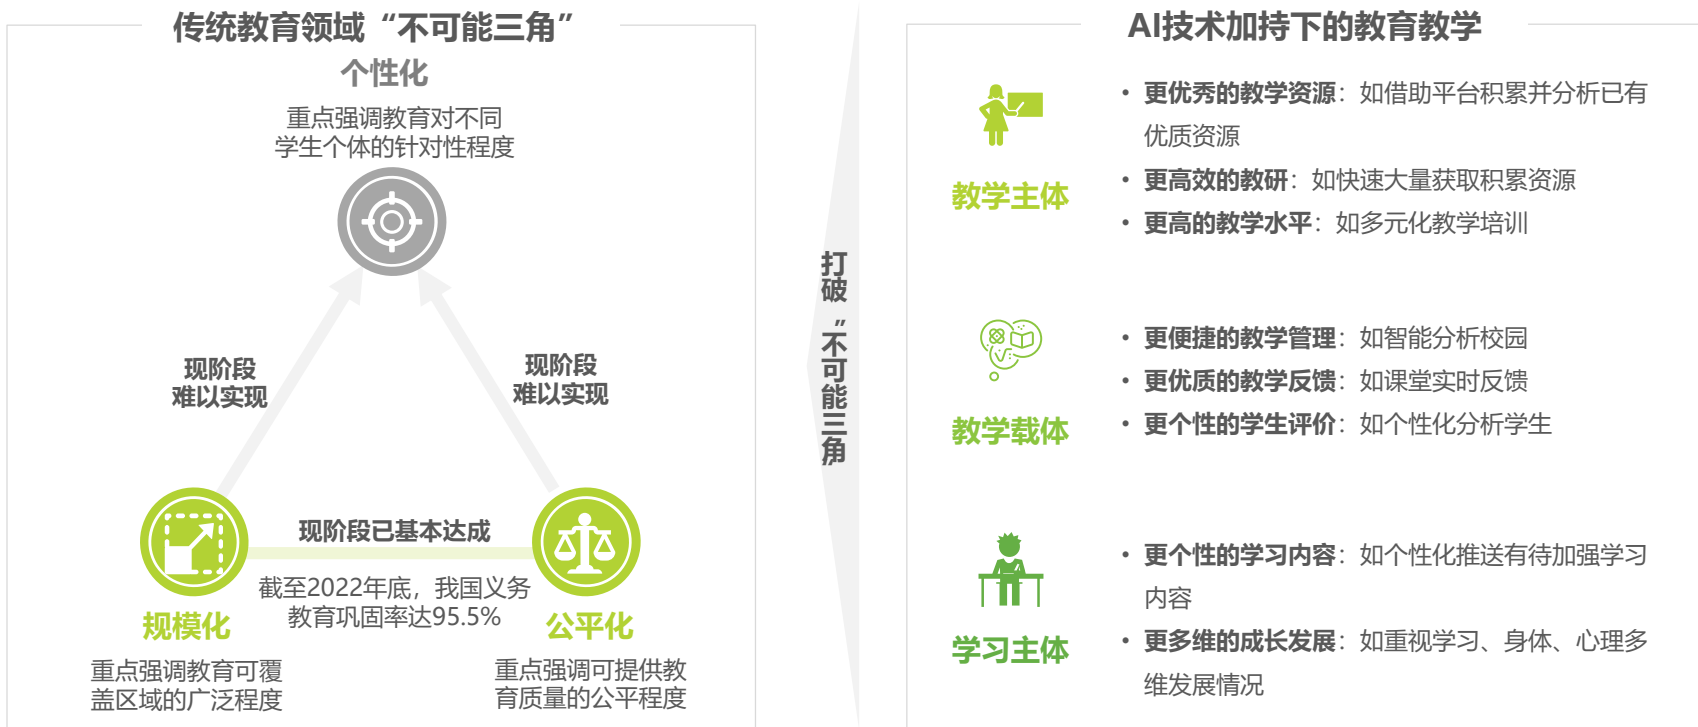 传统教育领域“不可能三角”
个性化
重点强调教育对不同
学生个体的针对性程度
现阶段
难以实现
现阶段
难以实现
现阶段已基本达成
截至2022年底，我国义务
教育巩固率达95.5%
规模化
重点强调教育可覆
盖区域的广泛程度
公平化
重点强调可提供教
育质量的公平程度
打破“不可能三角”
AI技术加持下的教育教学
教学主体
• 更优秀的教学资源：如借助平台积累并分析已有
优质资源
• 更高效的教研：如快速大量获取积累资源
• 更高的教学水平：如多元化教学培训
教学载体
• 更便捷的教学管理：如智能分析校园
• 更优质的教学反馈：如课堂实时反馈
• 更个性的学生评价：如个性化分析学生
学习主体
• 更个性的学习内容：如个性化推送有待加强学习
内容
• 更多维的成长发展：如重视学习、身体、心理多
维发展情况